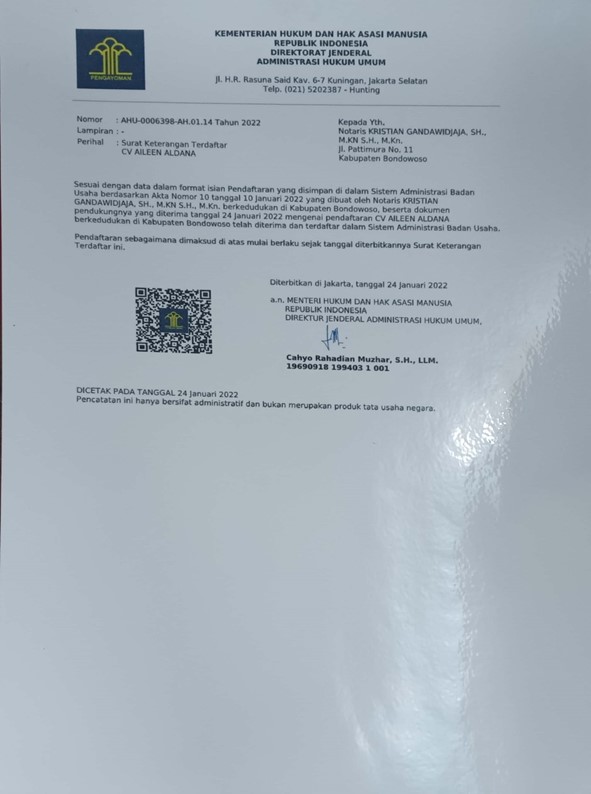 PENGAYOMAN
KEMENTERIAN HUKUM DAN HAK ASASI MANUSIA
REPUBLIK INDONESIA
DIREKTORAT JENDERAL
ADMINISTRASI HUKUM UMUM
Jl. H.R. Rasuna Said Kav. 6-7 Kuningan, Jakarta Selatan
Telp. (021) 5202387 - Hunting
Nomor : AHU-0006398-AH.01.14 Tahun 2022
Lampiran : -
Perihal : Surat Keterangan Terdaftar
CV AILEEN ALDANA
Kepada Yth.
Notaris KRISTIAN GANDAWIDJAJA, SH.,
M.KN S.H., M.Kn.
Jl. Pattimura No. 11
Kabupaten Bondowoso
Sesuai dengan data dalam format isian Pendaftaran yang disimpan di dalam Sistem Administrasi Badan
Usaha berdasarkan Akta Nomor 10 tanggal 10 Januari 2022 yang dibuat oleh Notaris KRISTIAN
GANDAWIDJAJA, SH., M.KN S.H., M.Kn. berkedudukan di Kabupaten Bondowoso, beserta dokumen
pendukungnya yang diterima tanggal 24 Januari 2022 mengenai pendaftaran CV AILEEN ALDANA
berkedudukan di Kabupaten Bondowoso telah diterima dan terdaftar dalam Sistem Administrasi Badan Usaha.
Pendaftaran sebagaimana dimaksud di atas mulai berlaku sejak tanggal diterbitkannya Surat Keterangan
Terdaftar ini.
Diterbitkan di Jakarta, tanggal 24 Januari 2022
a.n. MENTERI HUKUM DAN HAK ASASI MANUSIA
REPUBLIK INDONESIA
DIREKTUR JENDERAL ADMINISTRASI HUKUM UMUM,
Cahyo Rahadian Muzhar, S.H., LLM.
19690918 199403 1 001
DICETAK PADA TANGGAL 24 Januari 2022
Pencatatan ini hanya bersifat administratif dan bukan merupakan produk tata usaha negara.